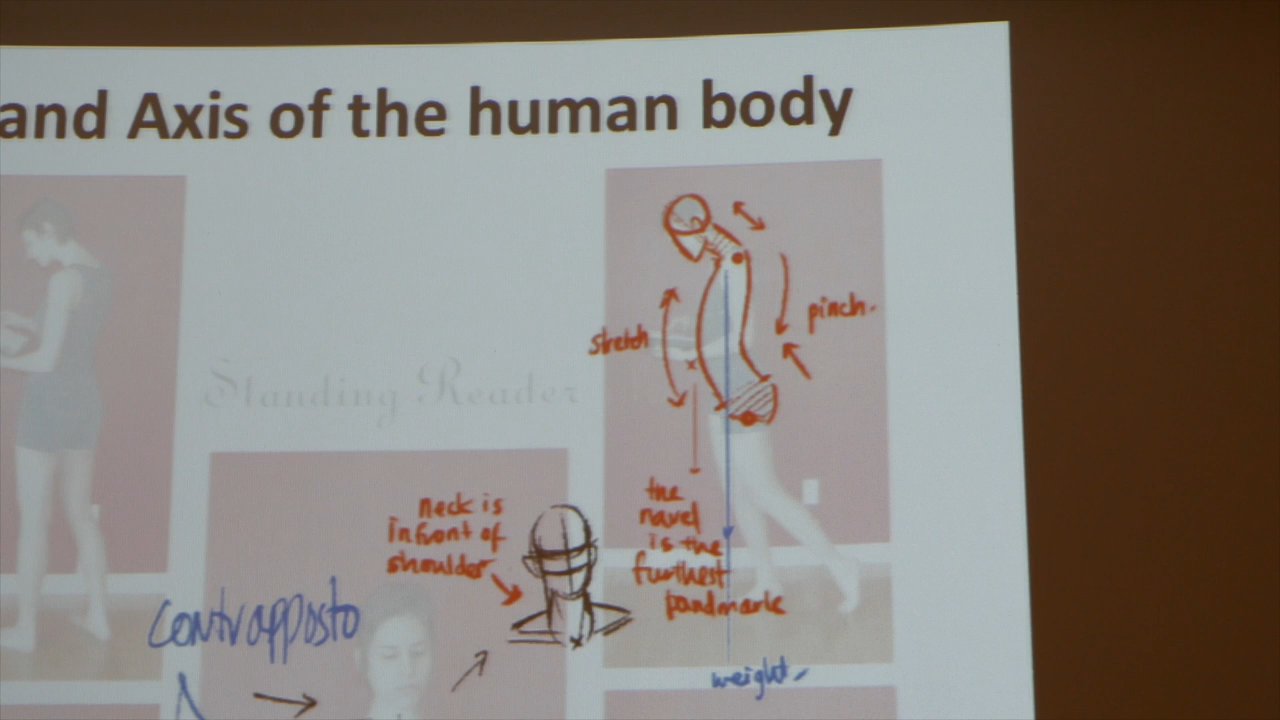 and Axis of the human body
stretch
pinch.
Standing Reader
neck is
infront of
shoulder
the
navel
is the
furthest
landmark
contrapposto
weight